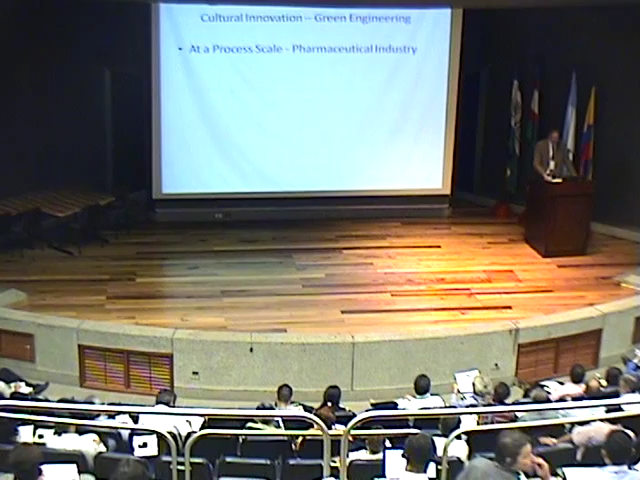 Cultural Innovation – Green Engineering
• At a Process Scale - Pharmaceutical Industry